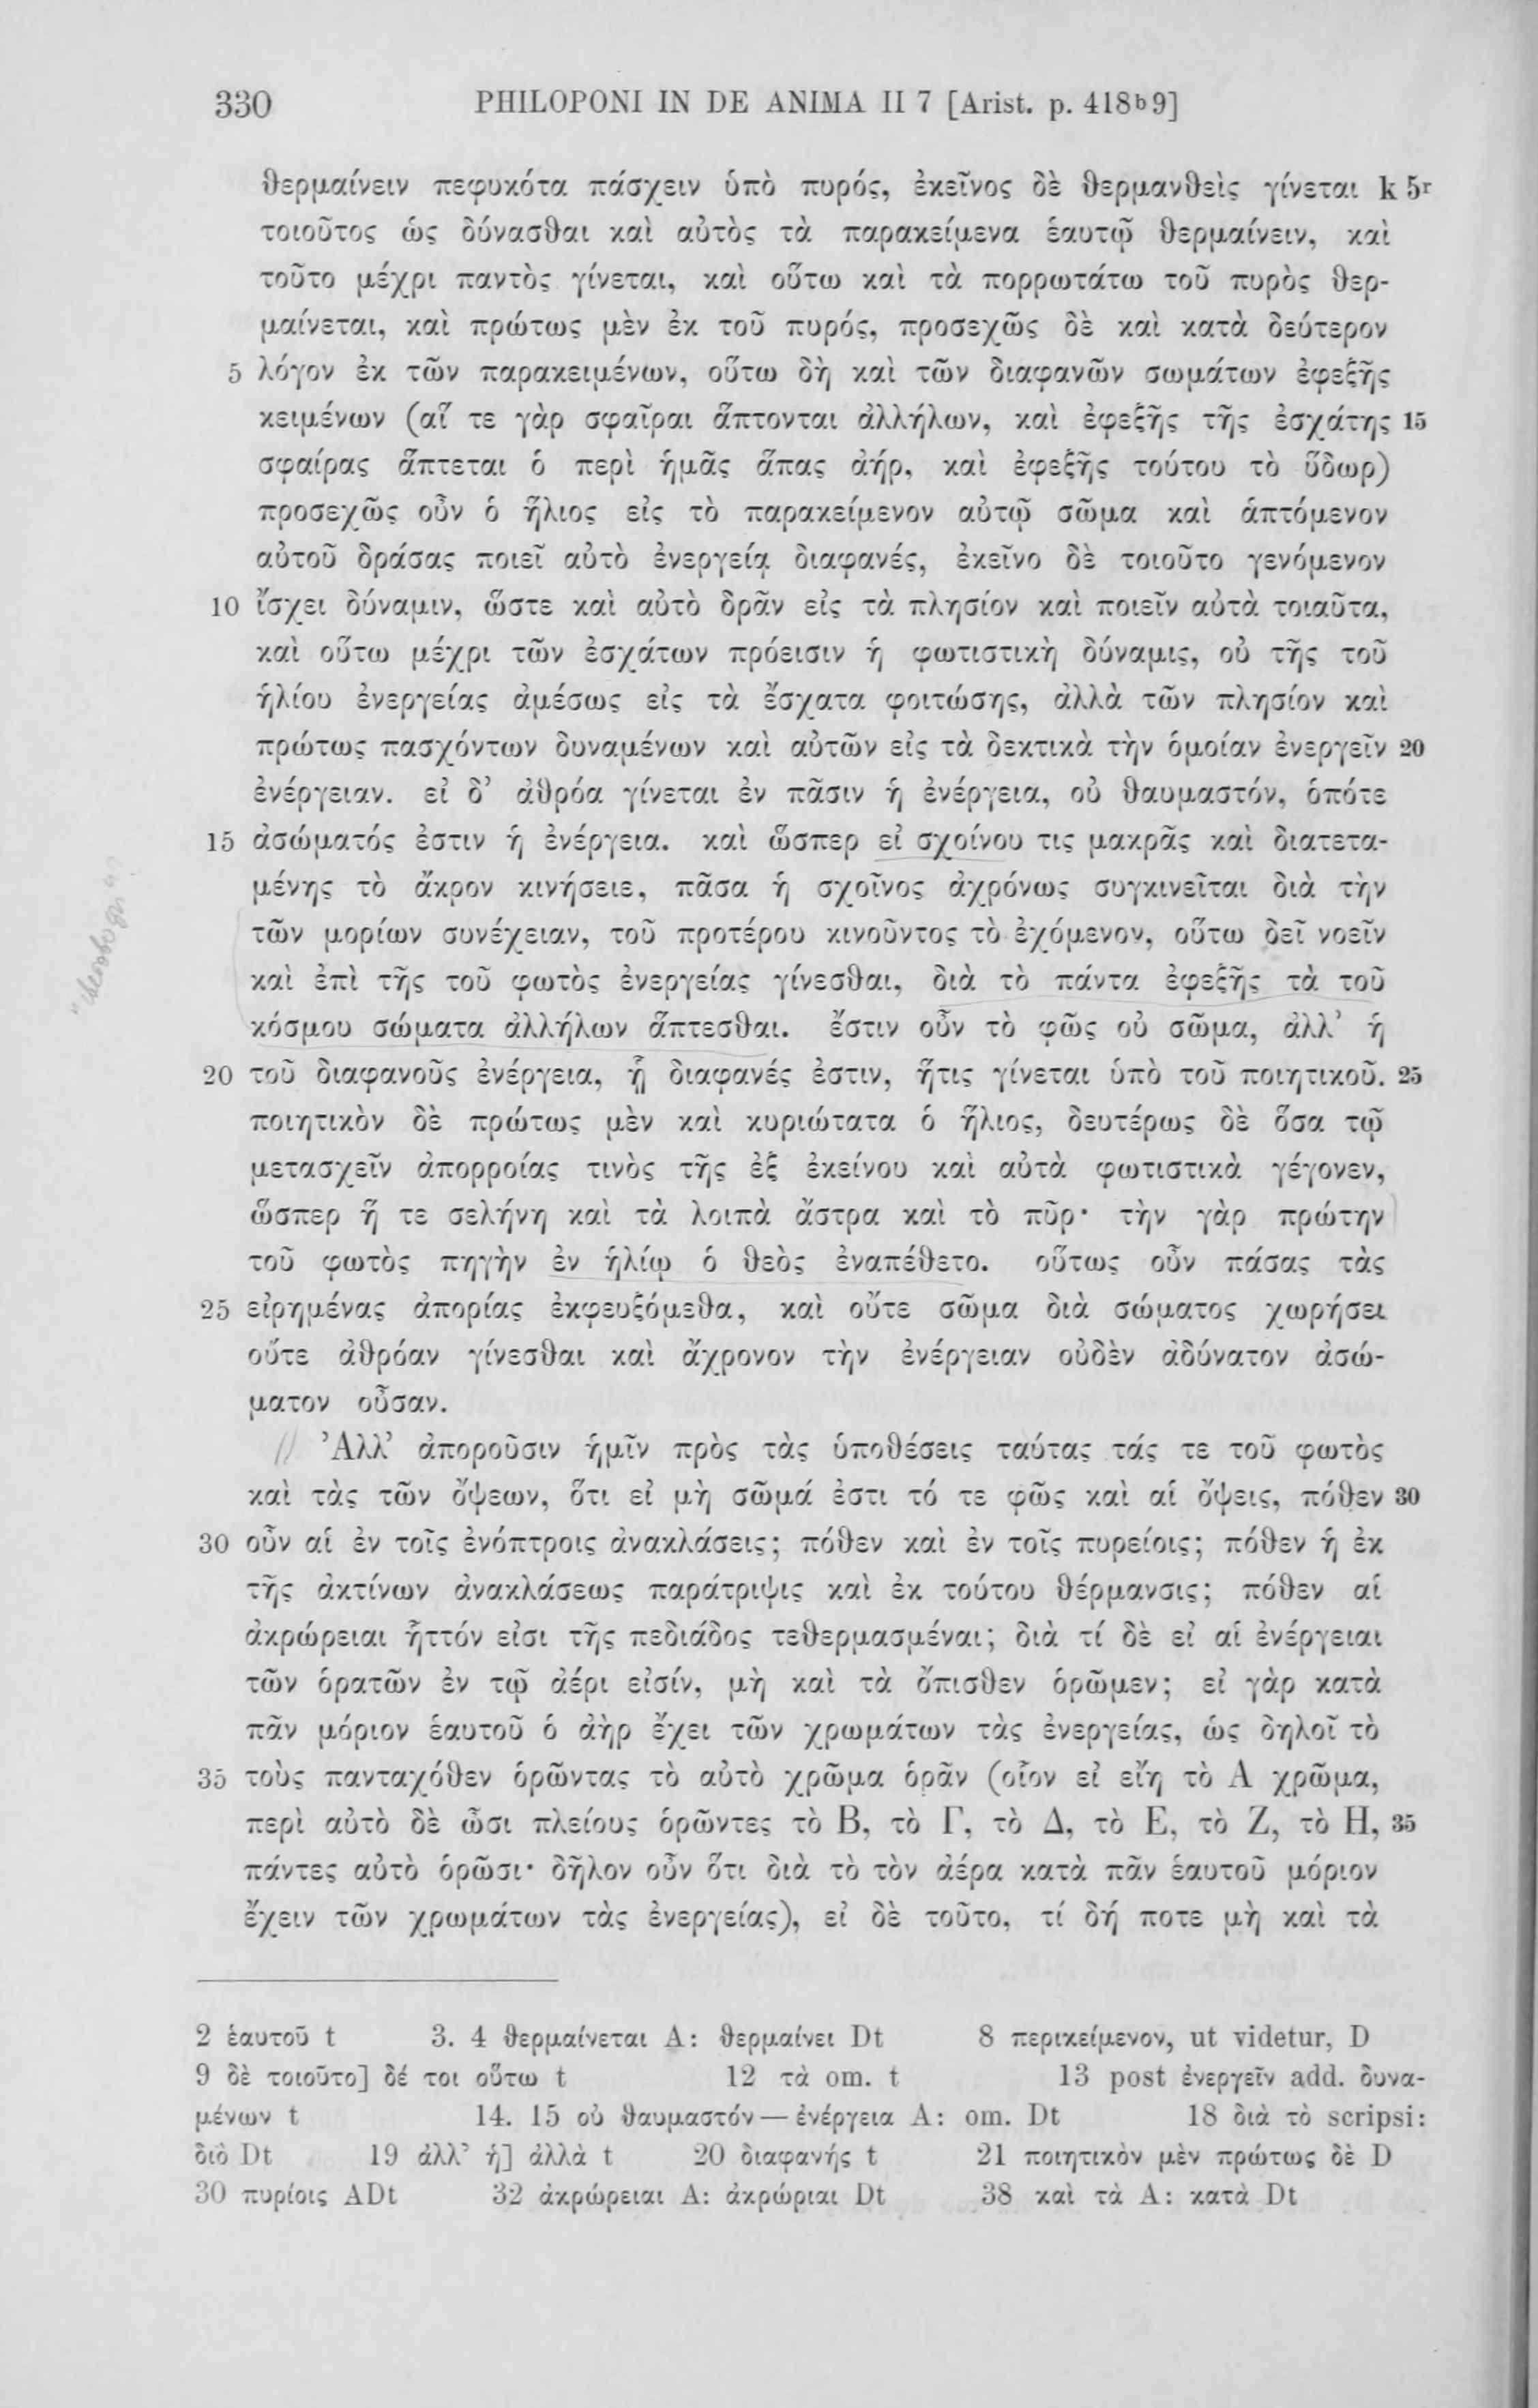 330 PHILOPONI IN DE ANIMA II 7 [Arist. p. 418ᵇ9]
θερμαίνειν πεφυκότα πάσχειν ὑπὸ πυρός, ἐκεῖνος δὲ θερμανθεὶς γίνεται k 5ʳ
τοιοῦτος ὡς δύνασθαι καὶ αὐτὸς τὰ παρακείμενα ἑαυτῷ θερμαίνειν, καὶ
τοῦτο μέχρι παντὸς γίνεται, καὶ οὕτω καὶ τὰ πορρωτάτω τοῦ πυρὸς θερ-
μαίνεται, καὶ πρώτως μὲν ἐκ τοῦ πυρός, προσεχῶς δὲ καὶ κατὰ δεύτερον
5 λόγον ἐκ τῶν παρακειμένων, οὕτω δὴ καὶ τῶν διαφανῶν σωμάτων ἐφεξῆς
κειμένων (αἵ τε γὰρ σφαῖραι ἅπτονται ἀλλήλων, καὶ ἐφεξῆς τῆς ἐσχάτης 15
σφαίρας ἅπτεται ὁ περὶ ἡμᾶς ἅπας ἀήρ, καὶ ἐφεξῆς τούτου τὸ ὕδωρ)
προσεχῶς οὖν ὁ ἥλιος εἰς τὸ παρακείμενον αὐτῷ σῶμα καὶ ἁπτόμενον
αὐτοῦ δράσας ποιεῖ αὐτὸ ἐνεργείᾳ διαφανές, ἐκεῖνο δὲ τοιοῦτο γενόμενον
10 ἴσχει δύναμιν, ὥστε καὶ αὐτὸ δρᾶν εἰς τὰ πλησίον καὶ ποιεῖν αὐτὰ τοιαῦτα,
καὶ οὕτω μέχρι τῶν ἐσχάτων πρόεισιν ἡ φωτιστικὴ δύναμις, οὐ τῆς τοῦ
ἡλίου ἐνεργείας ἀμέσως εἰς τὰ ἔσχατα φοιτώσης, ἀλλὰ τῶν πλησίον καὶ
πρώτως πασχόντων δυναμένων καὶ αὐτῶν εἰς τὰ δεκτικὰ τὴν ὁμοίαν ἐνεργεῖν 20
ἐνέργειαν. εἰ δ’ ἀθρόα γίνεται ἐν πᾶσιν ἡ ἐνέργεια, οὐ θαυμαστόν, ὁπότε
15 ἀσώματός ἐστιν ἡ ἐνέργεια. καὶ ὥσπερ εἰ σχοίνου τις μακρᾶς καὶ διατετα-
μένης τὸ ἄκρον κινήσειε, πᾶσα ἡ σχοῖνος ἀχρόνως συγκινεῖται διὰ τὴν
τῶν μορίων συνέχειαν, τοῦ προτέρου κινοῦντος τὸ ἐχόμενον, οὕτω δεῖ νοεῖν
καὶ ἐπὶ τῆς τοῦ φωτὸς ἐνεργείας γίνεσθαι, διὰ τὸ πάντα ἐφεξῆς τὰ τοῦ
κόσμου σώματα ἀλλήλων ἅπτεσθαι. ἔστιν οὖν τὸ φῶς οὐ σῶμα, ἀλλ’ ἡ
20 τοῦ διαφανοῦς ἐνέργεια, ᾗ διαφανές ἐστιν, ἥτις γίνεται ὑπὸ τοῦ ποιητικοῦ. 25
ποιητικὸν δὲ πρώτως μὲν καὶ κυριώτατα ὁ ἥλιος, δευτέρως δὲ ὅσα τῷ
μετασχεῖν ἀπορροίας τινὸς τῆς ἐξ ἐκείνου καὶ αὐτὰ φωτιστικὰ γέγονεν,
ὥσπερ ἥ τε σελήνη καὶ τὰ λοιπὰ ἄστρα καὶ τὸ πῦρ· τὴν γὰρ πρώτην
τοῦ φωτὸς πηγὴν ἐν ἡλίῳ ὁ θεὸς ἐναπέθετο. οὕτως οὖν πάσας τὰς
25 εἰρημένας ἀπορίας ἐκφευξόμεθα, καὶ οὔτε σῶμα διὰ σώματος χωρήσει
οὔτε ἀθρόαν γίνεσθαι καὶ ἄχρονον τὴν ἐνέργειαν οὐδὲν ἀδύνατον ἀσώ-
ματον οὖσαν.
Ἀλλ’ ἀποροῦσιν ἡμῖν πρὸς τὰς ὑποθέσεις ταύτας τάς τε τοῦ φωτὸς
καὶ τὰς τῶν ὄψεων, ὅτι εἰ μὴ σῶμά ἐστι τό τε φῶς καὶ αἱ ὄψεις, πόθεν 30
30 οὖν αἱ ἐν τοῖς ἐνόπτροις ἀνακλάσεις; πόθεν καὶ ἐν τοῖς πυρείοις; πόθεν ἡ ἐκ
τῆς ἀκτίνων ἀνακλάσεως παράτριψις καὶ ἐκ τούτου θέρμανσις; πόθεν αἱ
ἀκρώρειαι ἧττόν εἰσι τῆς πεδιάδος τεθερμασμέναι; διὰ τί δὲ εἰ αἱ ἐνέργειαι
τῶν ὁρατῶν ἐν τῷ ἀέρι εἰσίν, μὴ καὶ τὰ ὄπισθεν ὁρῶμεν; εἰ γὰρ κατὰ
πᾶν μόριον ἑαυτοῦ ὁ ἀὴρ ἔχει τῶν χρωμάτων τὰς ἐνεργείας, ὡς δηλοῖ τὸ
35 τοὺς πανταχόθεν ὁρῶντας τὸ αὐτὸ χρῶμα ὁρᾶν (οἷον εἰ εἴη τὸ Α χρῶμα,
περὶ αὐτὸ δὲ ὦσι πλείους ὁρῶντες τὸ Β, τὸ Γ, τὸ Δ, τὸ Ε, τὸ Ζ, τὸ Η, 35
πάντες αὐτὸ ὁρῶσι· δῆλον οὖν ὅτι διὰ τὸ τὸν ἀέρα κατὰ πᾶν ἑαυτοῦ μόριον
ἔχειν τῶν χρωμάτων τὰς ἐνεργείας), εἰ δὲ τοῦτο, τί δή ποτε μὴ καὶ τὰ
2 ἑαυτοῦ t 3. 4 θερμαίνεται A: θερμαίνει Dt 8 περικείμενον, ut videtur, D
9 δὲ τοιοῦτο] δέ τοι οὕτω t 12 τὰ om. t 13 post ἐνεργεῖν add. δυνα-
μένων t 14. 15 οὐ θαυμαστόν — ἐνέργεια A: om. Dt 18 διὰ τὸ scripsi:
διὸ Dt 19 ἀλλ’ ἡ] ἀλλὰ t 20 διαφανής t 21 ποιητικὸν μὲν πρώτως δὲ D
30 πυρίοις ADt 32 ἀκρώρειαι A: ἀκρώριαι Dt 38 καὶ τὰ A: κατὰ Dt